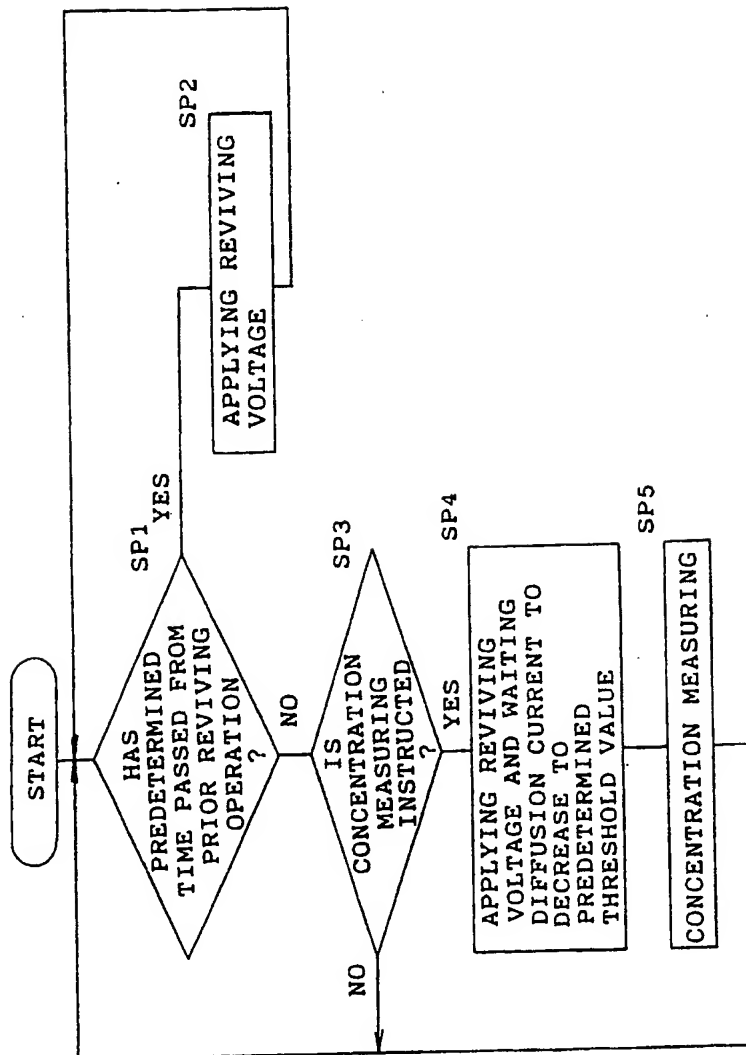 START
SP1
HAS
PREDETERMINED
TIME PASSED FROM
PRIOR REVIVING
OPERATION
?
YES
SP2
APPLYING REVIVING
VOLTAGE
NO
SP3
IS
CONCENTRATION
MEASURING
INSTRUCTED
?
NO
YES
SP4
APPLYING REVIVING
VOLTAGE AND WAITING
DIFFUSION CURRENT TO
DECREASE TO
PREDETERMINED
THRESHOLD VALUE
SP5
CONCENTRATION MEASURING